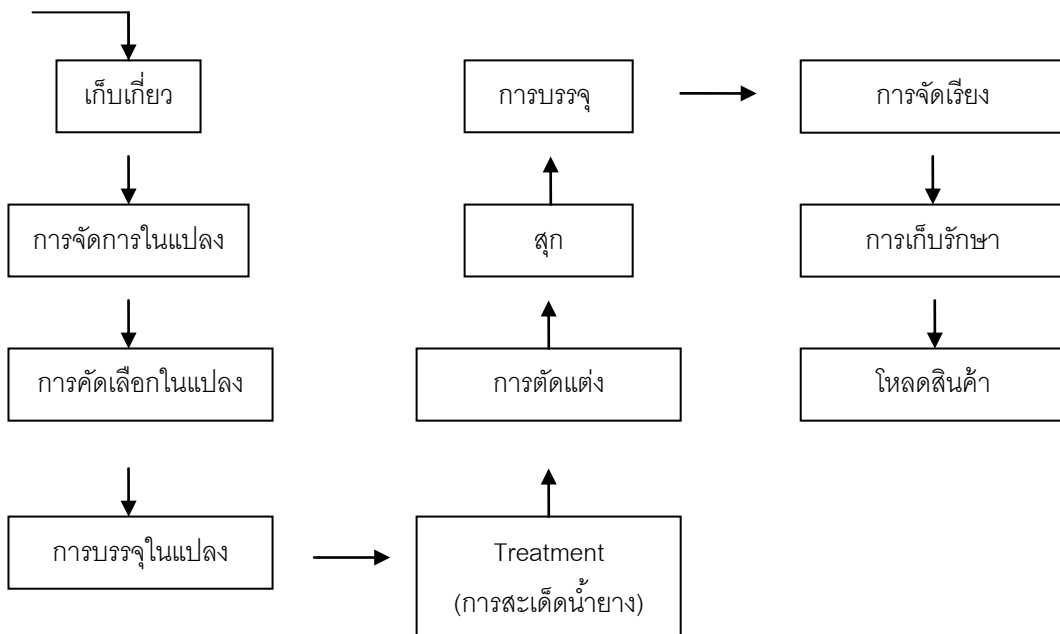 เก็บเกี่ยว
การจัดการในแปลง
การคัดเลือกในแปลง
การบรรจุในแปลง
Treatment
(การสะเด็ดน้ำยาง)
การตัดแต่ง
สุก
การบรรจุ
การจัดเรียง
การเก็บรักษา
โหลดสินค้า